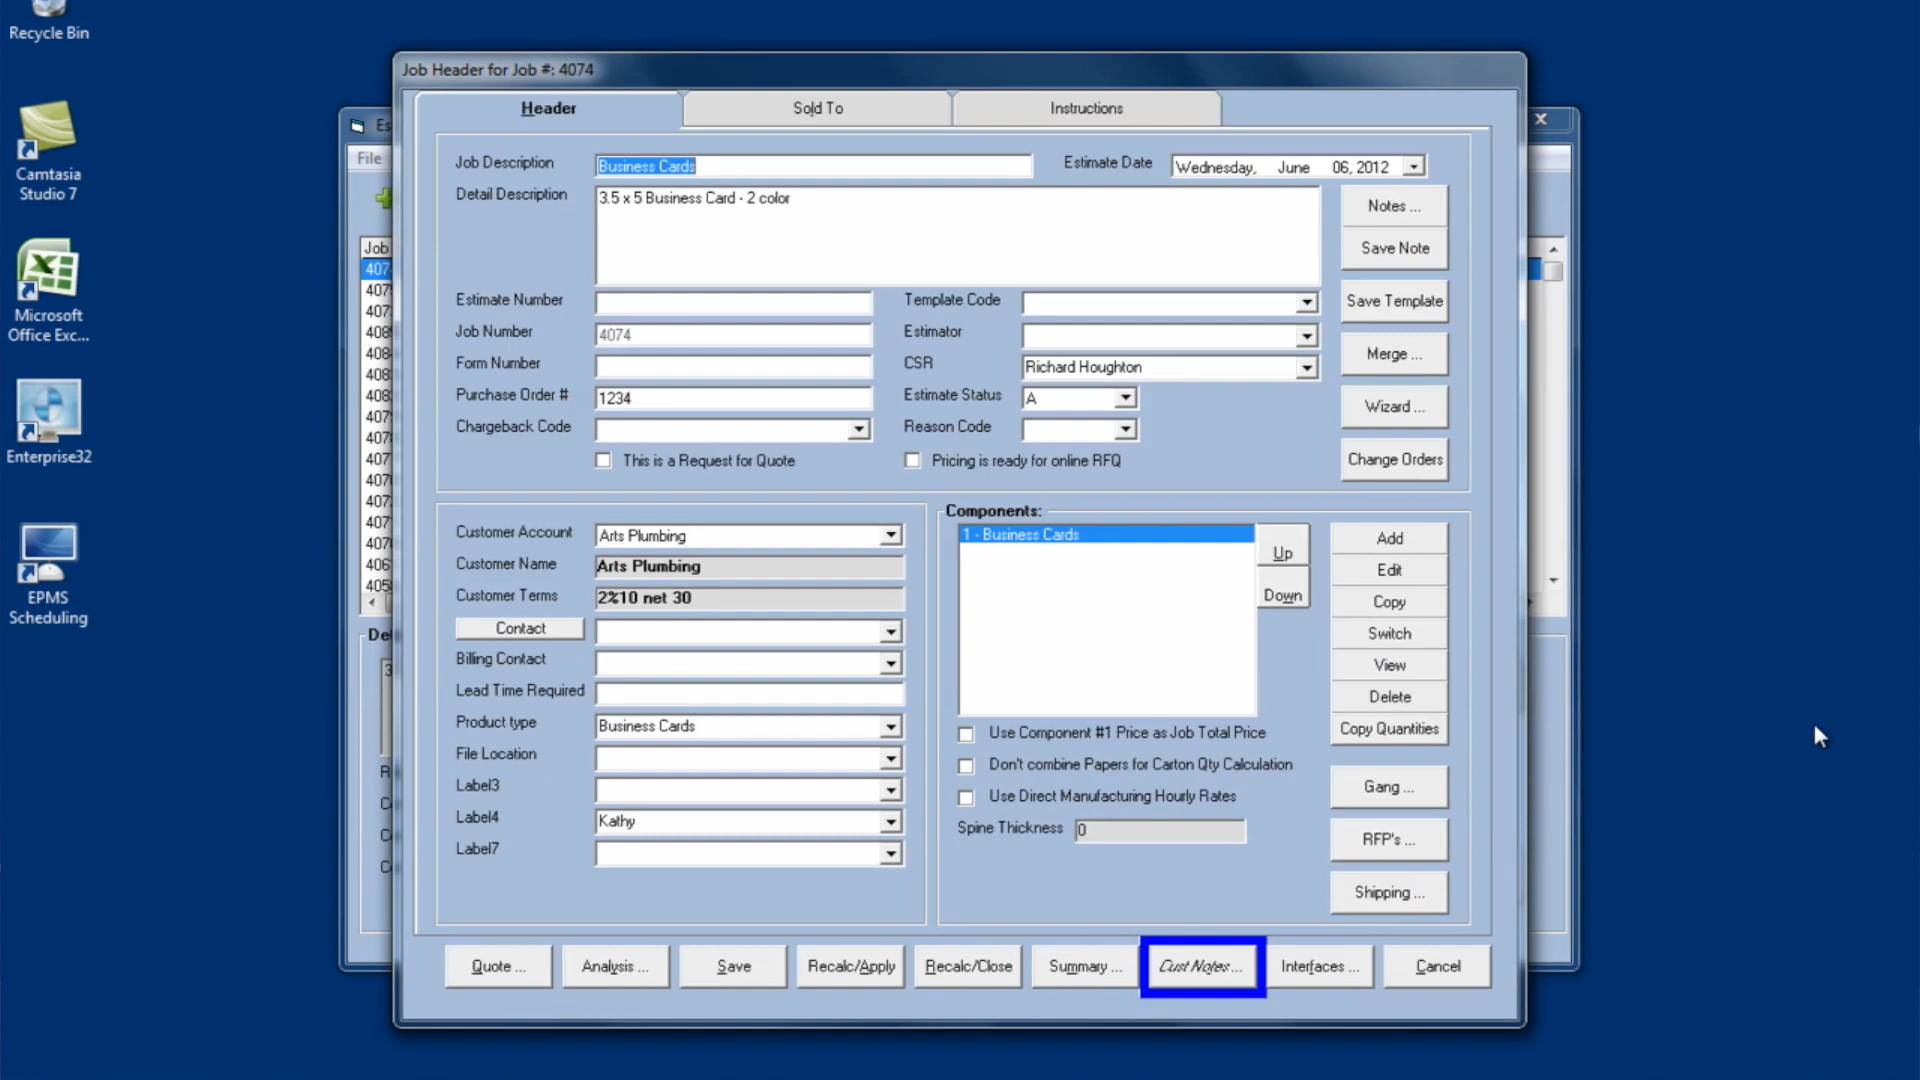 Recycle Bin
Camtasia
Studio 7
Microsoft
Office Exc...
Enterprise32
EPMS
Scheduling
File
Job
Job Header for Job #: 4074
Header
Sold To
Instructions
Job Description
Business Cards
Estimate Date
Wednesday, June 06, 2012
Detail Description
3.5 x 5 Business Card - 2 color
Notes ...
Save Note
Estimate Number
Template Code
Save Template
Job Number
4074
Estimator
Form Number
CSR
Richard Houghton
Merge ...
Purchase Order #
1234
Estimate Status
A
Wizard ...
Chargeback Code
Reason Code
This is a Request for Quote
Pricing is ready for online RFQ
Change Orders
Customer Account
Arts Plumbing
Customer Name
Arts Plumbing
Customer Terms
2%10 net 30
Contact
Billing Contact
Lead Time Required
Product type
Business Cards
File Location
Label3
Label4
Kathy
Label7
Components:
1 - Business Cards
Up
Down
Add
Edit
Copy
Switch
View
Delete
Copy Quantities
Use Component #1 Price as Job Total Price
Don't combine Papers for Carton Qty Calculation
Use Direct Manufacturing Hourly Rates
Spine Thickness
0
Gang ...
RFP's ...
Shipping ...
Quote ...
Analysis ...
Save
Recalc/Apply
Recalc/Close
Summary ...
Cust Notes ...
Interfaces ...
Cancel